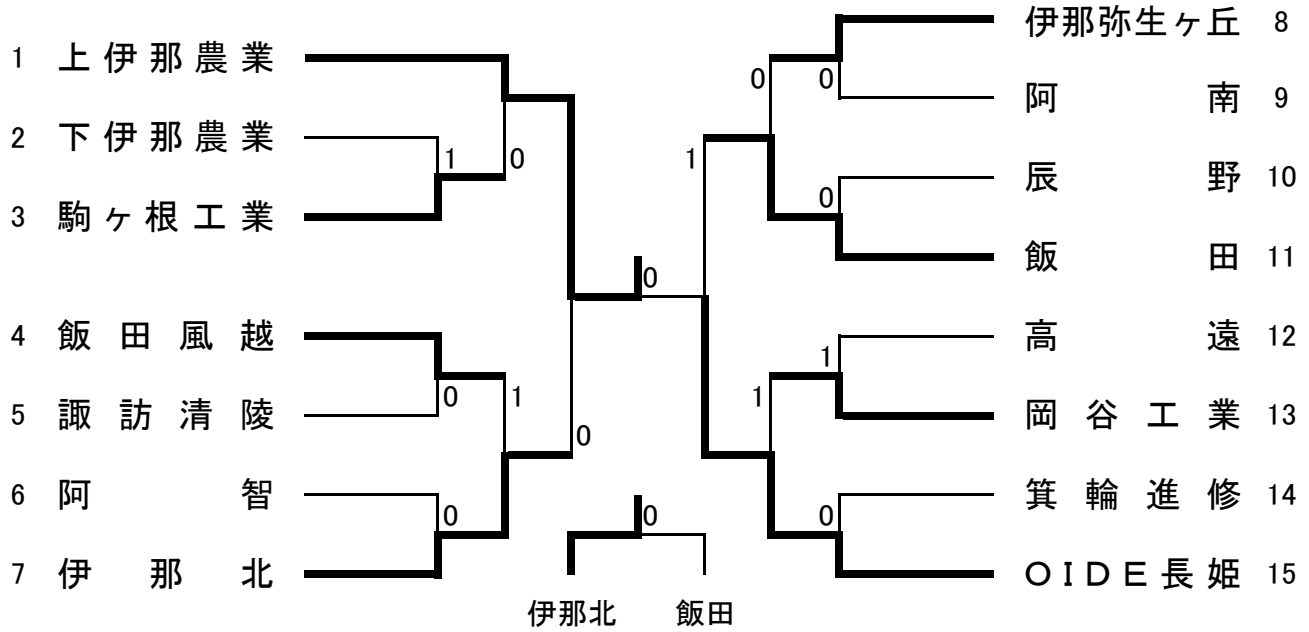 1 上伊那農業
2 下伊那農業
1
0
3 駒ヶ根工業
4 飯田風越
0
1
5 諏訪清陵
0
6 阿智
0
7 伊那北
0
0
伊那北 飯田
伊那弥生ヶ丘 8
0
0
阿南 9
1
辰野 10
0
飯田 11
高遠 12
1
1
岡谷工業 13
箕輪進修 14
0
OIDE長姫 15